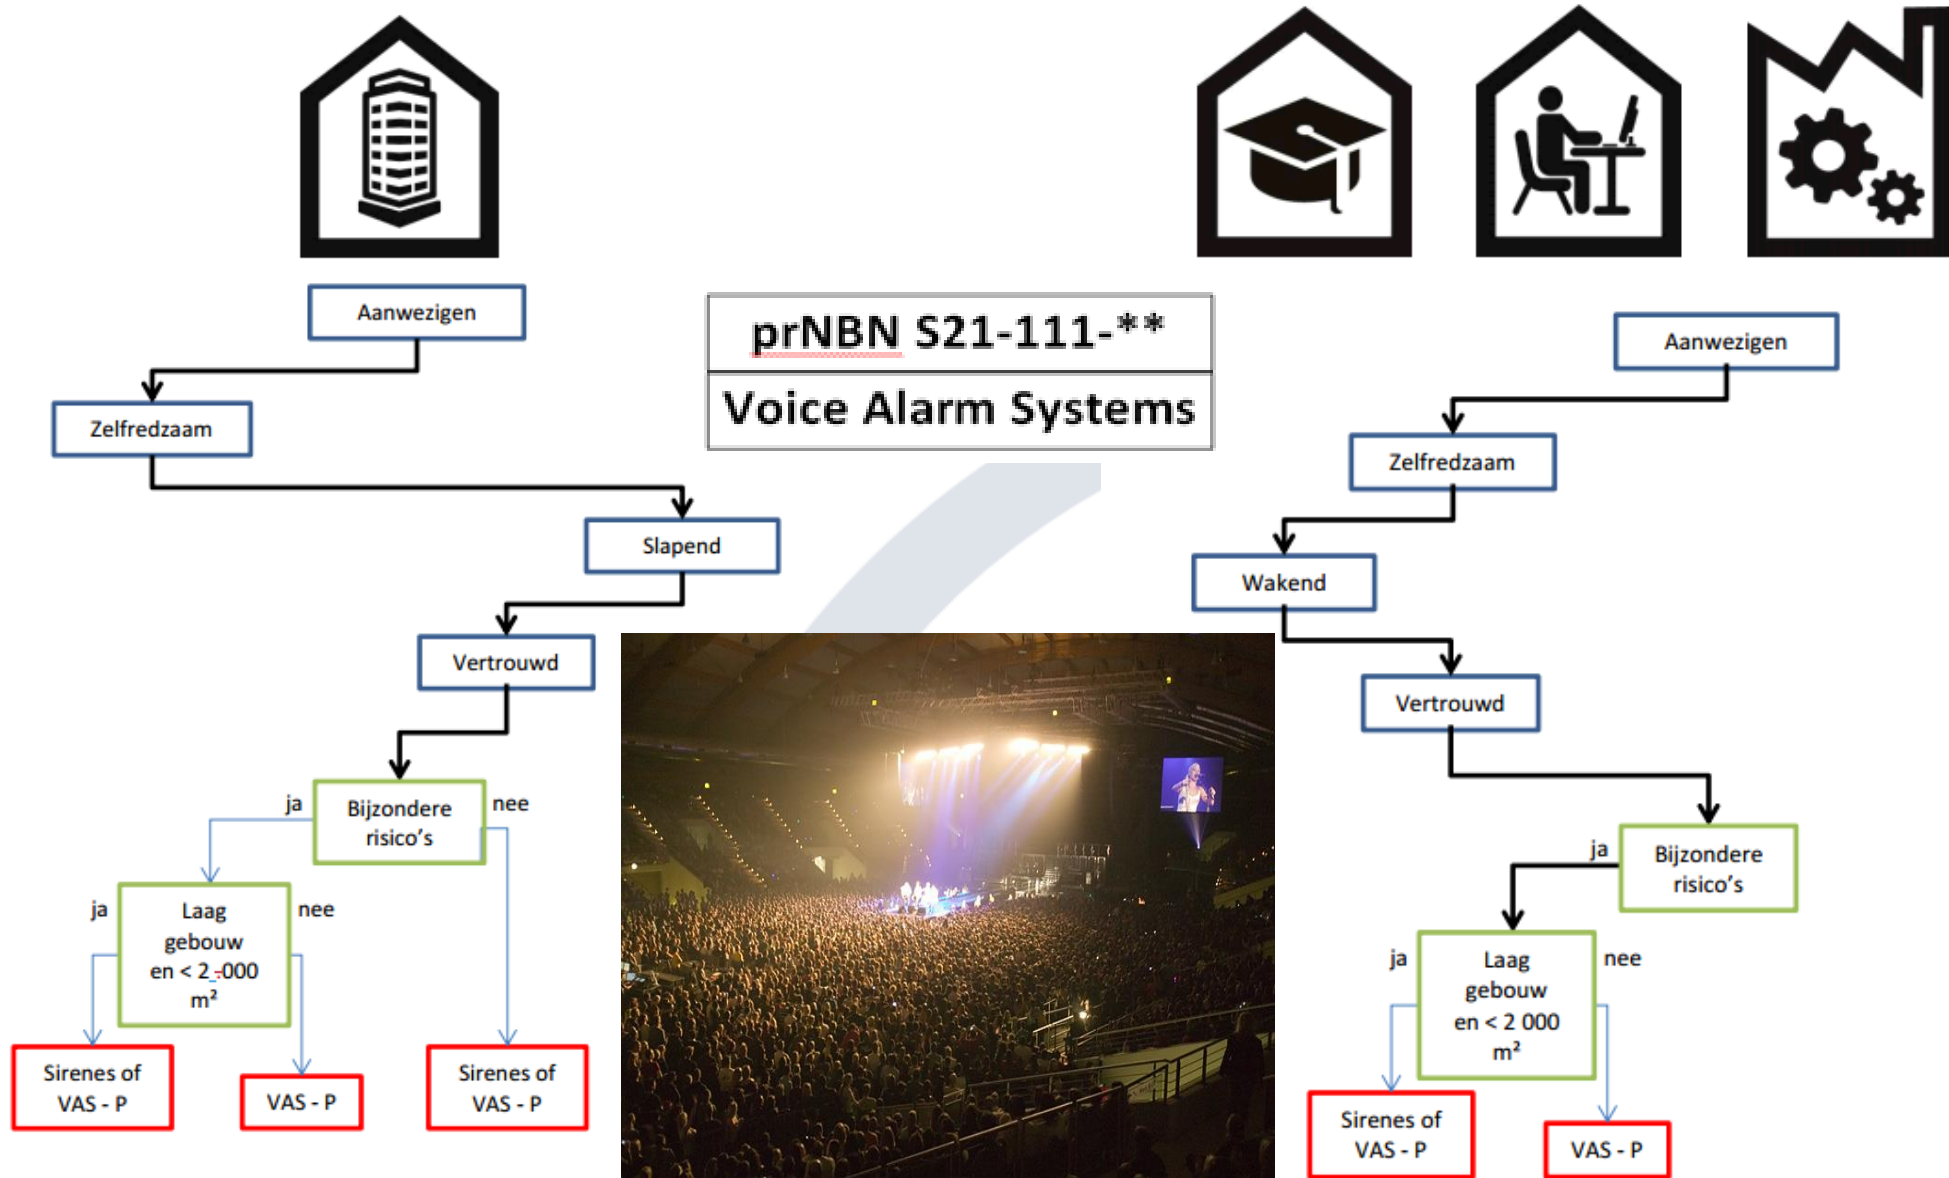 prNBN S21-111-**
Voice Alarm Systems
Aanwezigen
Zelfredzaam
Slapend
Vertrouwd
ja
Bijzondere
risico's
nee
ja
Laag
gebouw
en < 2 -000
m²
nee
Sirenes of
VAS - P
VAS - P
Sirenes of
VAS - P
Aanwezigen
Zelfredzaam
Wakend
Vertrouwd
ja
Bijzondere
risico's
ja
Laag
gebouw
en < 2 000
m²
nee
Sirenes of
VAS - P
VAS - P